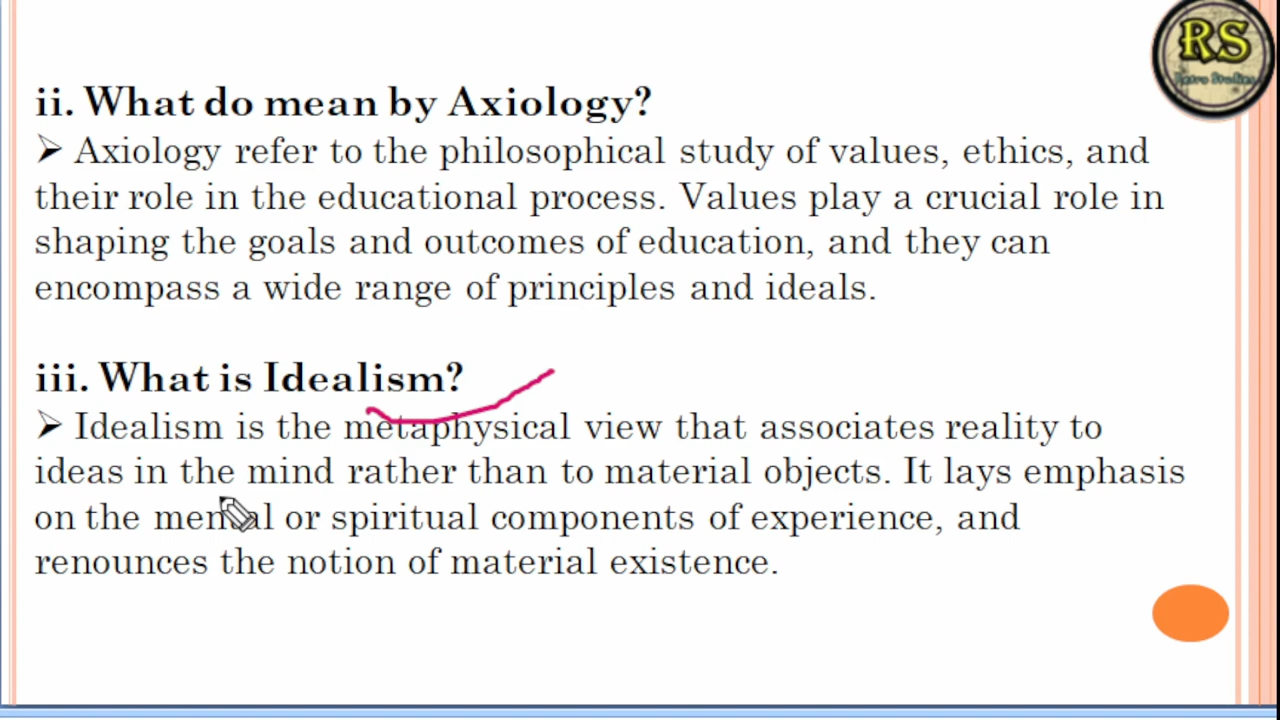 RS
Retro Studies
ii. What do mean by Axiology?
➢ Axiology refer to the philosophical study of values, ethics, and
their role in the educational process. Values play a crucial role in
shaping the goals and outcomes of education, and they can
encompass a wide range of principles and ideals.
iii. What is Idealism?
➢ Idealism is the metaphysical view that associates reality to
ideas in the mind rather than to material objects. It lays emphasis
on the mental or spiritual components of experience, and
renounces the notion of material existence.